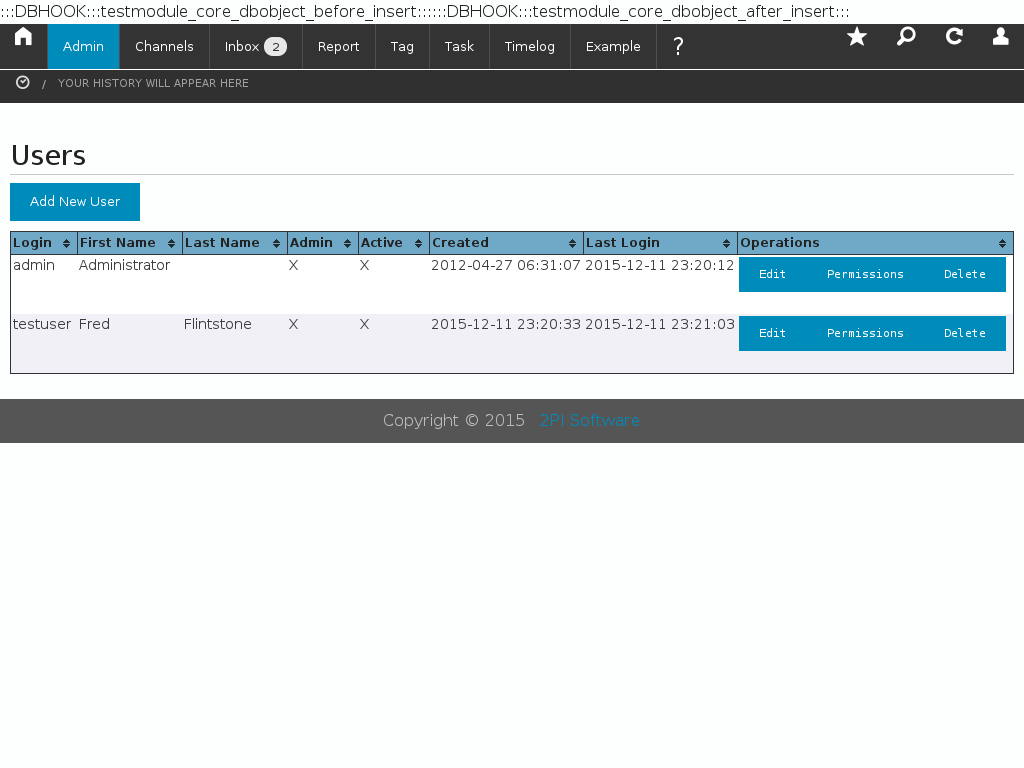 :::DBHOOK:::testmodule_core_dbobject_before_insert::::::DBHOOK:::testmodule_core_dbobject_after_insert:::
Admin Channels Inbox 2 Report Tag Task Timelog Example ?
/ YOUR HISTORY WILL APPEAR HERE
Users
Add New User
Login First Name Last Name Admin Active Created Last Login Operations
admin Administrator X X 2012-04-27 06:31:07 2015-12-11 23:20:12 Edit Permissions Delete
testuser Fred Flintstone X X 2015-12-11 23:20:33 2015-12-11 23:21:03 Edit Permissions Delete
Copyright © 2015 2PI Software